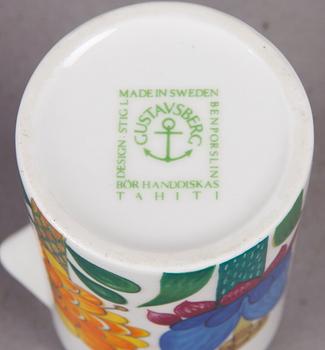 MADE IN SWEDEN
BENPORSLIN
BÖR HANDDISKAS
DESIGN STIG L
GUSTAVSBERG
TAHITI